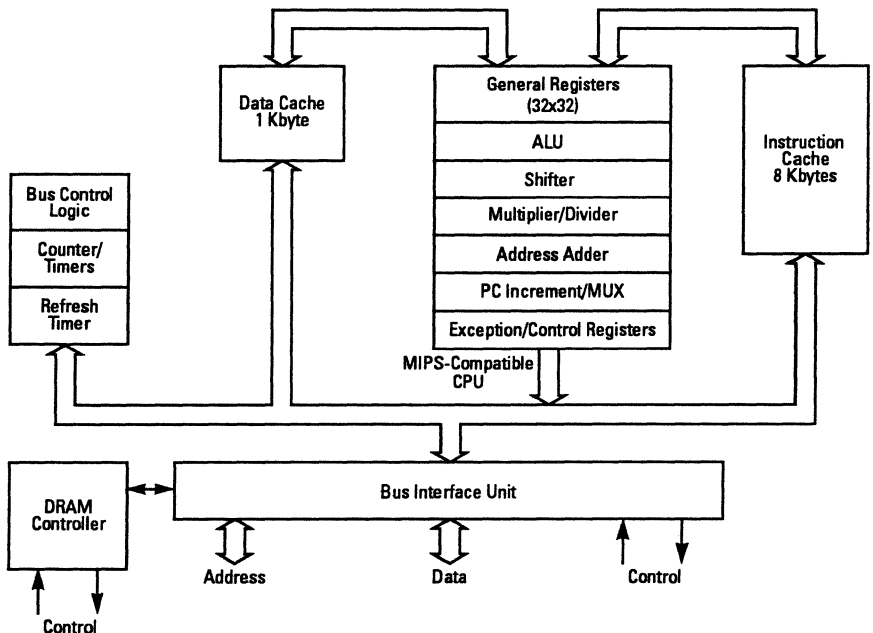 Data Cache
1 Kbyte
General Registers
(32x32)
ALU
Shifter
Multiplier/Divider
Address Adder
PC Increment/MUX
Exception/Control Registers
Instruction
Cache
8 Kbytes
Bus Control
Logic
Counter/
Timers
Refresh
Timer
MIPS-Compatible
CPU
DRAM
Controller
Bus Interface Unit
Address
Data
Control
Control